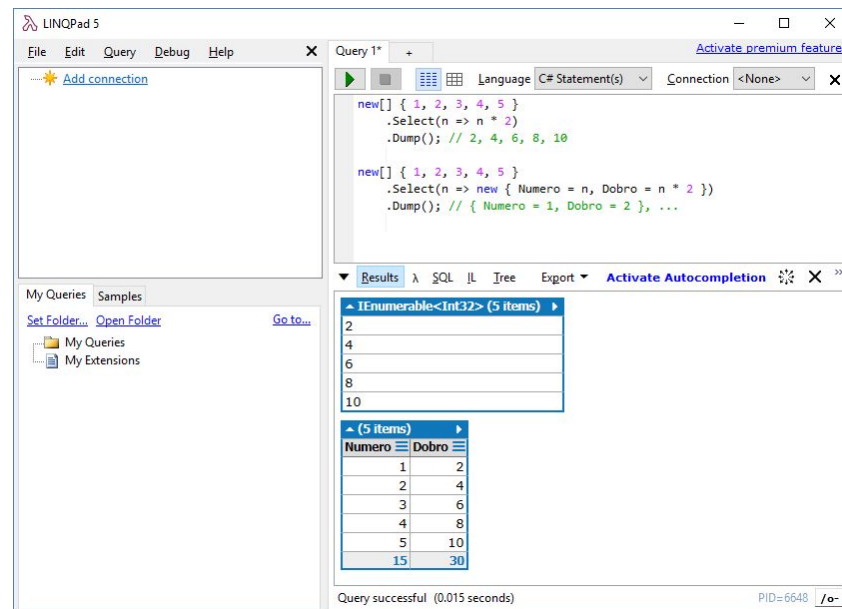 LINQPad 5
File Edit Query Debug Help
Add connection
My Queries Samples
Set Folder... Open Folder Go to...
My Queries
My Extensions
Query 1* +
Activate premium feature
Language C# Statement(s) Connection <None>
new[] { 1, 2, 3, 4, 5 }
.Select(n => n * 2)
.Dump(); // 2, 4, 6, 8, 10
new[] { 1, 2, 3, 4, 5 }
.Select(n => new { Numero = n, Dobro = n * 2 })
.Dump(); // { Numero = 1, Dobro = 2 }, ...
Results λ SQL IL Tree Export Activate Autocompletion
IEnumerable<Int32> (5 items)
2
4
6
8
10
(5 items)
Numero Dobro
1 2
2 4
3 6
4 8
5 10
15 30
Query successful (0.015 seconds) PID=6648 /o-